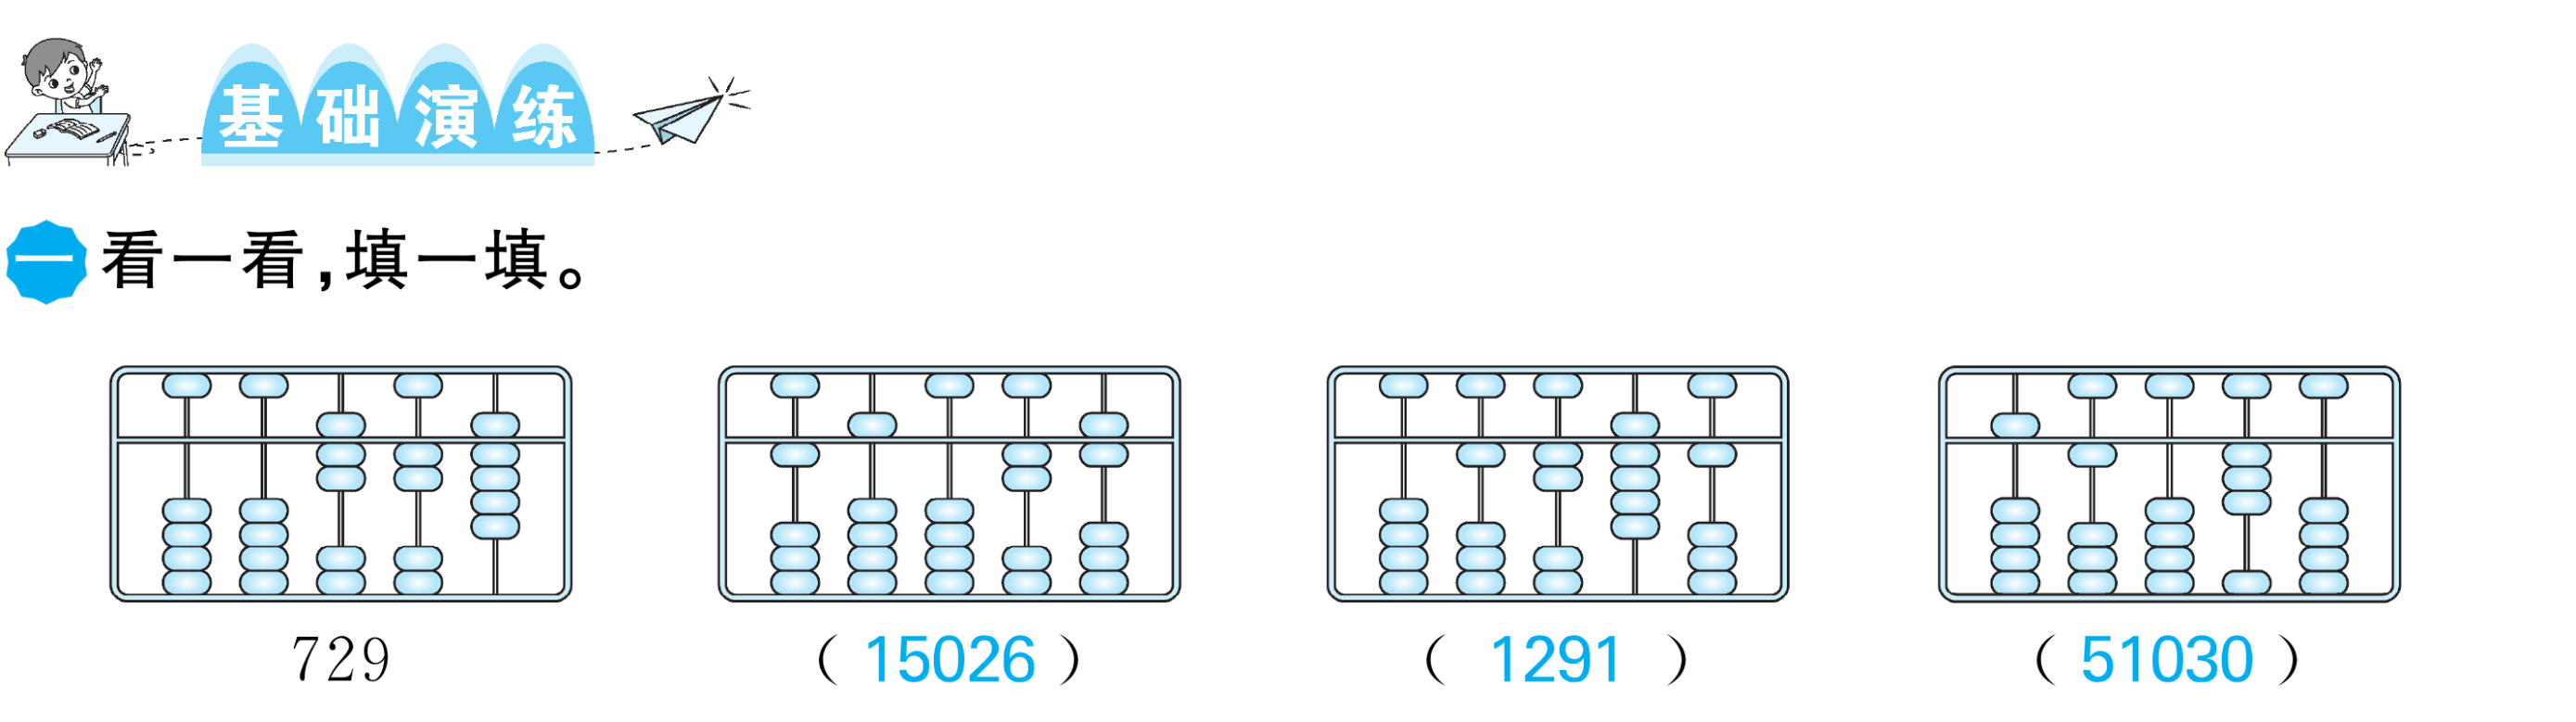 基础演练
一 看一看,填一填。
729 ( 15026 ) ( 1291 ) ( 51030 )